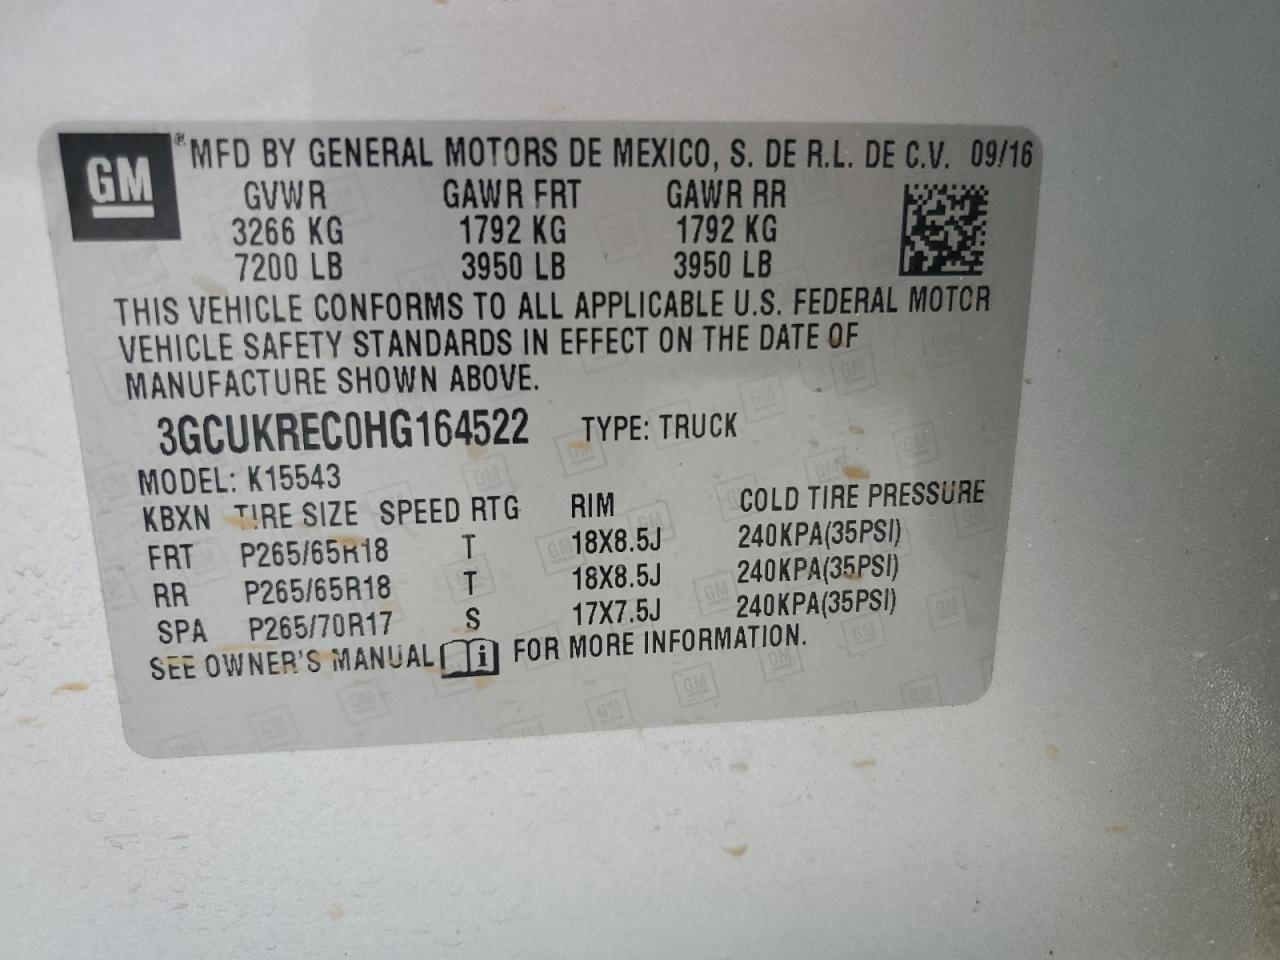 GM ® MFD BY GENERAL MOTORS DE MEXICO, S. DE R.L. DE C.V. 09/16
GVWR GAWR FRT GAWR RR
3266 KG 1792 KG 1792 KG
7200 LB 3950 LB 3950 LB
THIS VEHICLE CONFORMS TO ALL APPLICABLE U.S. FEDERAL MOTOR
VEHICLE SAFETY STANDARDS IN EFFECT ON THE DATE OF
MANUFACTURE SHOWN ABOVE.
3GCUKREC0HG164522 TYPE: TRUCK
MODEL: K15543
KBXN TIRE SIZE SPEED RTG RIM COLD TIRE PRESSURE
FRT P265/65R18 T 18X8.5J 240KPA(35PSI)
RR P265/65R18 T 18X8.5J 240KPA(35PSI)
SPA P265/70R17 S 17X7.5J 240KPA(35PSI)
SEE OWNER'S MANUAL i FOR MORE INFORMATION.